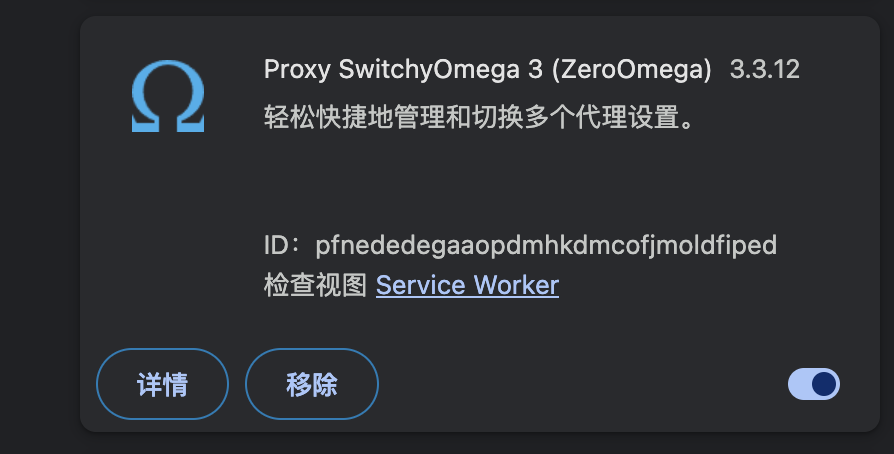 Proxy SwitchyOmega 3 (ZeroOmega) 3.3.12
轻松快捷地管理和切换多个代理设置。
ID：pfnededegaaopdmhkdmcofjmoldfiped
检查视图 Service Worker
详情 移除